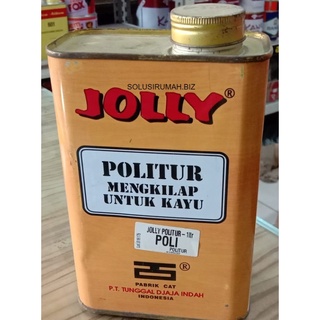 SOLUSIRUMAH.BIZ
JOLLY®
POLITUR
MENGKILAP
UNTUK KAYU
JOLLY POLITUR - 1lt
POLI
POLITUR
PABRIK CAT
P.T. TUNGGAL DJAJA INDAH
INDONESIA